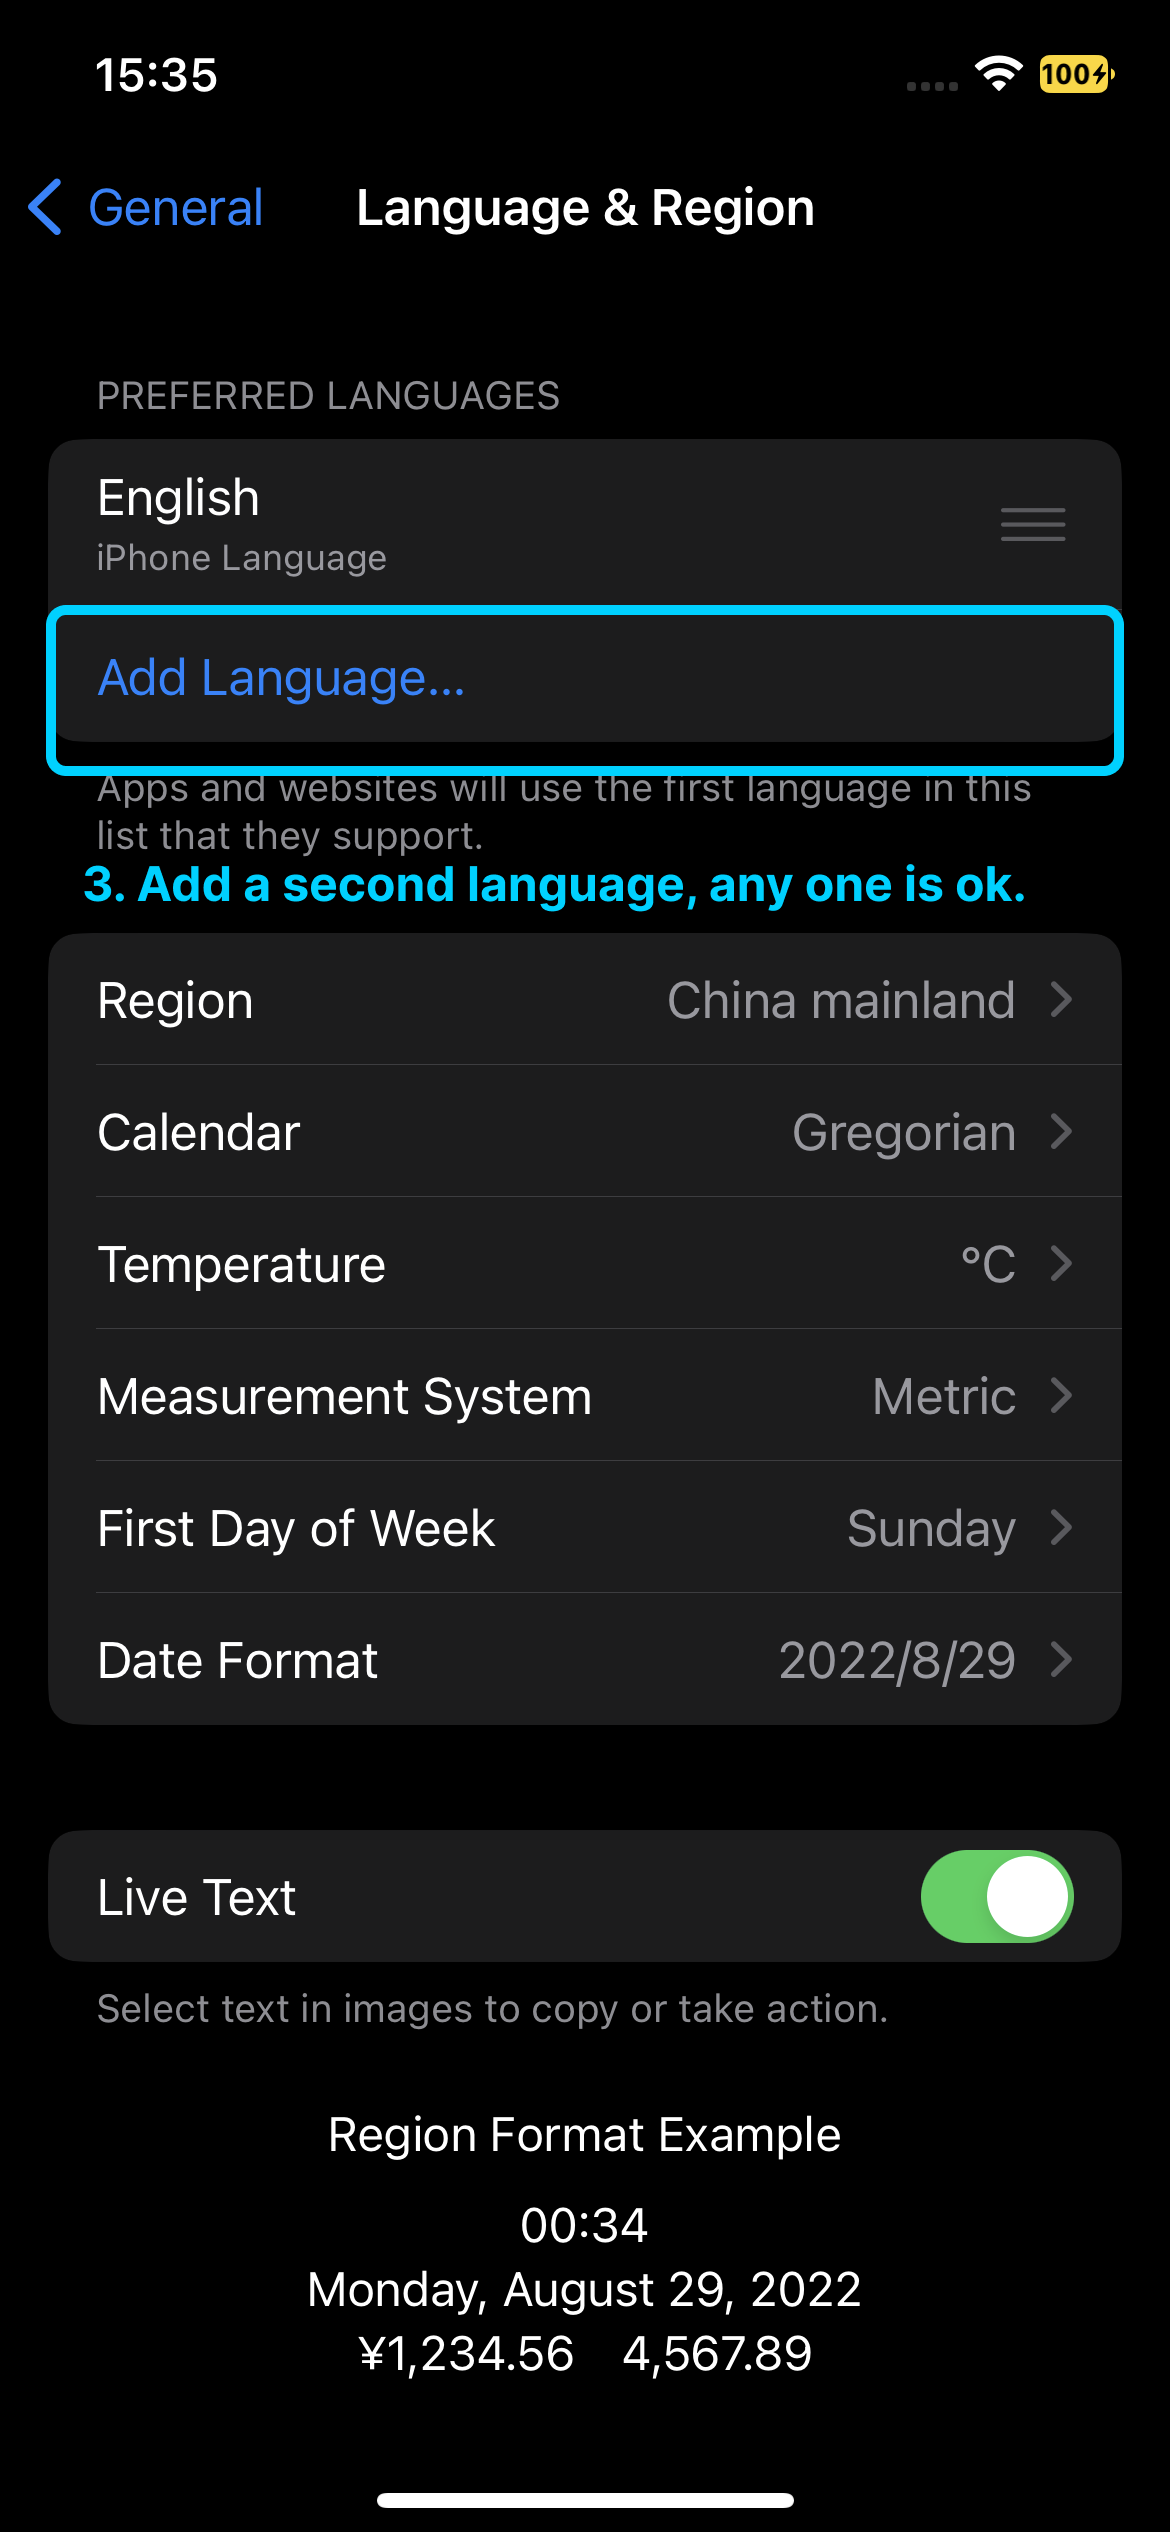 15:35
100
General
Language & Region
PREFERRED LANGUAGES
English
iPhone Language
Add Language...
Apps and websites will use the first language in this
list that they support.
3. Add a second language, any one is ok.
Region China mainland
Calendar Gregorian
Temperature °C
Measurement System Metric
First Day of Week Sunday
Date Format 2022/8/29
Live Text
Select text in images to copy or take action.
Region Format Example
00:34
Monday, August 29, 2022
¥1,234.56 4,567.89